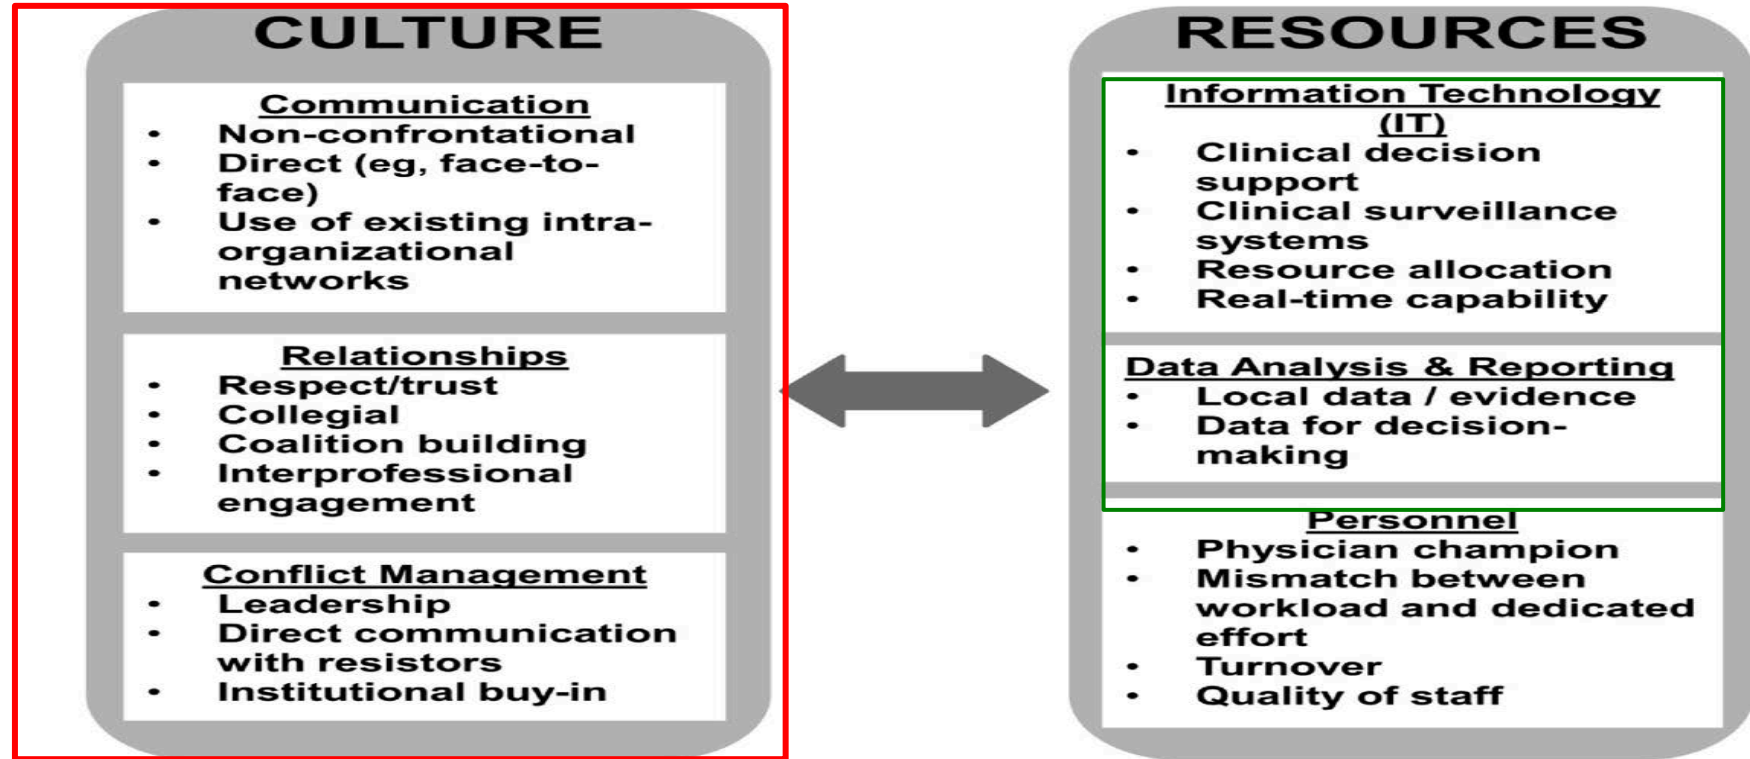 CULTURE
Communication
• Non-confrontational
• Direct (eg, face-to-
face)
• Use of existing intra-
organizational
networks
Relationships
• Respect/trust
• Collegial
• Coalition building
• Interprofessional
engagement
Conflict Management
• Leadership
• Direct communication
with resistors
• Institutional buy-in
RESOURCES
Information Technology
(IT)
• Clinical decision
support
• Clinical surveillance
systems
• Resource allocation
• Real-time capability
Data Analysis & Reporting
• Local data / evidence
• Data for decision-
making
Personnel
• Physician champion
• Mismatch between
workload and dedicated
effort
• Turnover
• Quality of staff